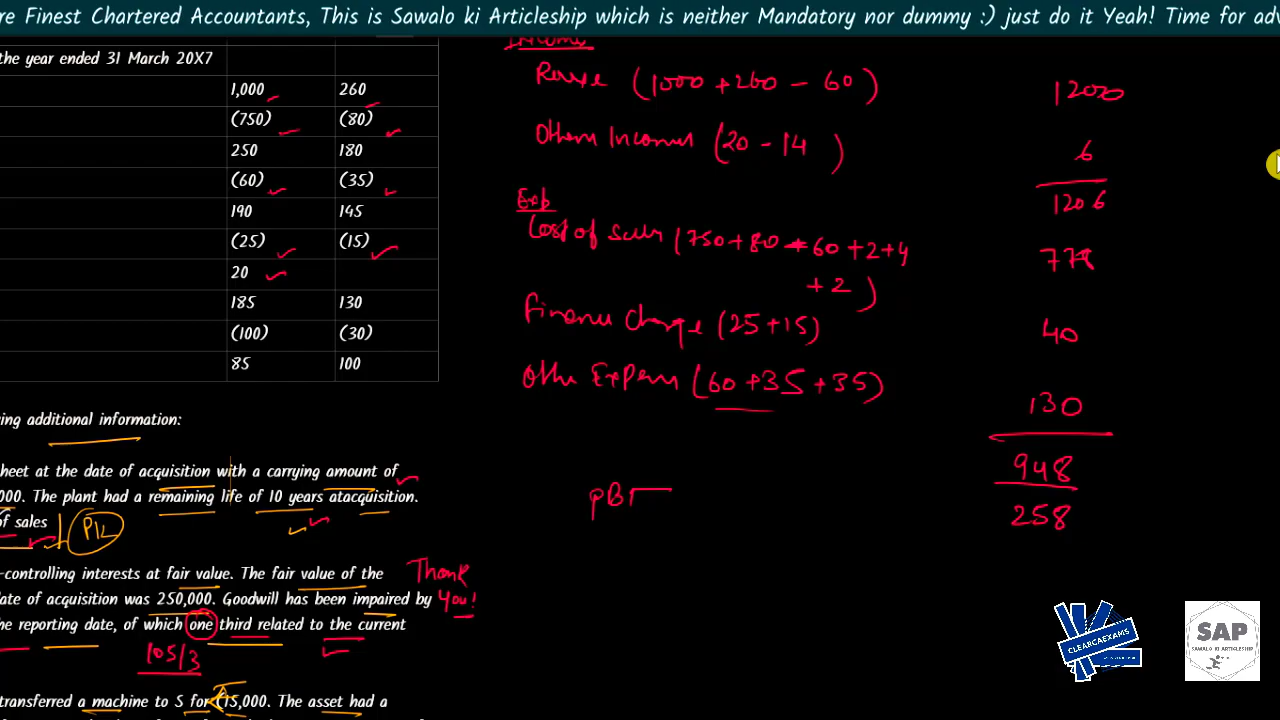 re Finest Chartered Accountants, This is Sawalo ki Articleship which is neither Mandatory nor dummy :) just do it Yeah! Time for adv
the year ended 31 March 20X7
1,000 260
(750) (80)
250 180
(60) (35)
190 145
(25) (15)
20
185 130
(100) (30)
85 100
ing additional information:
heet at the date of acquisition with a carrying amount of
000. The plant had a remaining life of 10 years atacquisition.
of sales P/L
-controlling interests at fair value. The fair value of the
ate of acquisition was 250,000. Goodwill has been impaired by
he reporting date, of which one third related to the current
105/3
transferred a machine to S for ₹15,000. The asset had a
Thank
you!
Income
(1000 + 260 - 60) 1200
Others Incomes (20 - 14) 6
1206
Exp
Cost of (750 + 80 - 60 + 2 + 4
+ 2) 778
Finance Charge (25 + 15) 40
Othe Expens (60 + 35 + 35) 130
948
PBT 258
CLEARCAEXAMS
SAP
SAWALO KI ARTICLESHIP